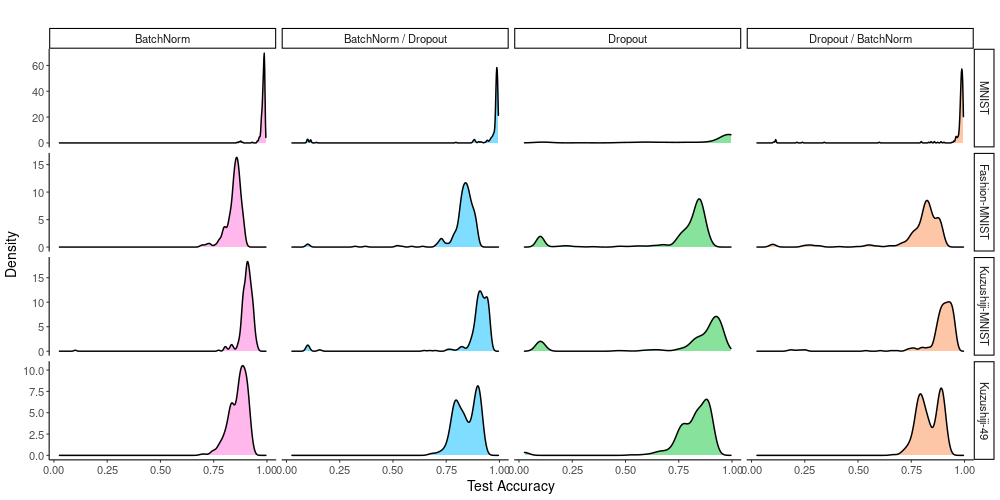 BatchNorm
BatchNorm / Dropout
Dropout
Dropout / BatchNorm
MNIST
60
40
20
0
Fashion-MNIST
15
10
5
0
Kuzushiji-MNIST
15
10
5
0
Kuzushiji-49
10.0
7.5
5.0
2.5
0.0
Density
0.00 0.25 0.50 0.75 1.00
0.00 0.25 0.50 0.75 1.00
0.00 0.25 0.50 0.75 1.00
0.00 0.25 0.50 0.75 1.00
Test Accuracy